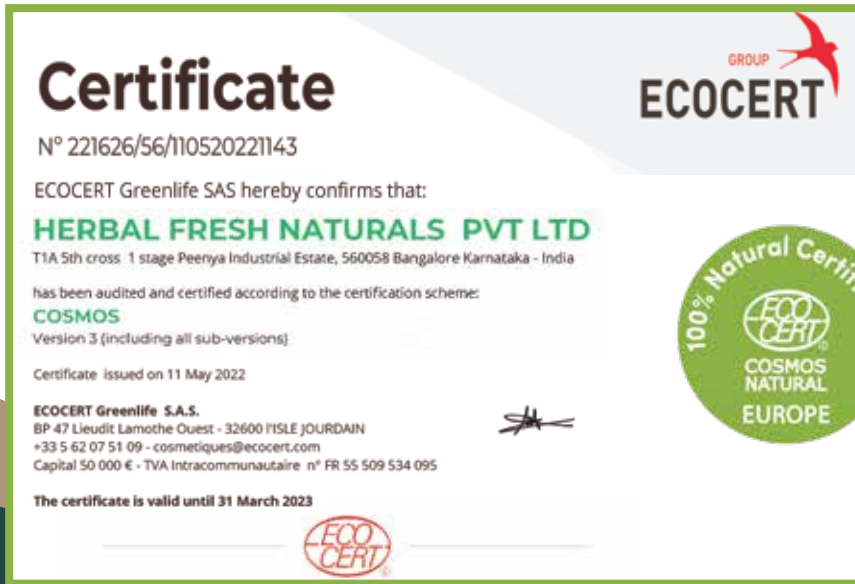 Certificate
N° 221626/56/110520221143
ECOCERT Greenlife SAS hereby confirms that:
HERBAL FRESH NATURALS PVT LTD
T1A 5th cross 1 stage Peenya Industrial Estate, 560058 Bangalore Karnataka - India
has been audited and certified according to the certification scheme:
COSMOS
Version 3 (including all sub-versions)
Certificate issued on 11 May 2022
ECOCERT Greenlife S.A.S.
BP 47 Lieudit Lamothe Ouest - 32600 l'ISLE JOURDAIN
+33 5 62 07 51 09 - cosmetiques@ecocert.com
Capital 50 000 € - TVA Intracommunautaire n° FR 55 509 534 095
The certificate is valid until 31 March 2023
ECO
CERT
GROUP
ECOCERT
100% Natural Certifi
ECO
CERT
COSMOS
NATURAL
EUROPE